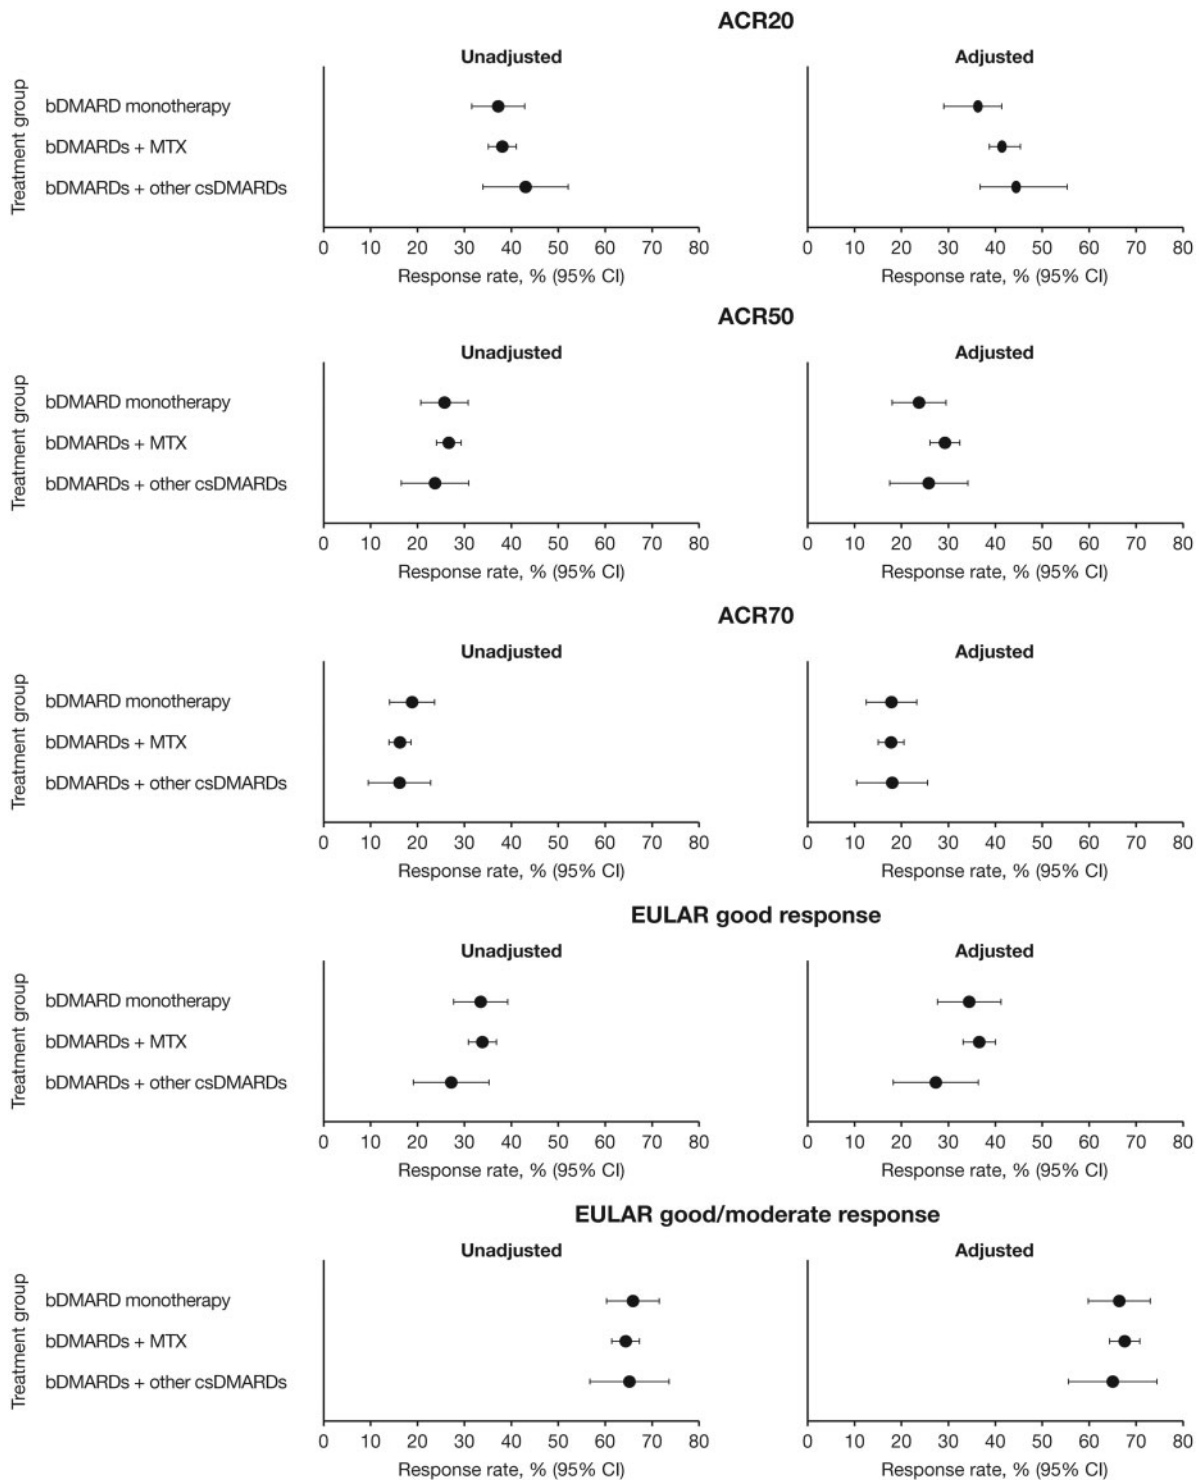 ACR20
Unadjusted
Adjusted
Treatment group
bDMARD monotherapy
bDMARDs + MTX
bDMARDs + other csDMARDs
0 10 20 30 40 50 60 70 80
0 10 20 30 40 50 60 70 80
Response rate, % (95% CI)
Response rate, % (95% CI)
ACR50
Unadjusted
Adjusted
Treatment group
bDMARD monotherapy
bDMARDs + MTX
bDMARDs + other csDMARDs
0 10 20 30 40 50 60 70 80
0 10 20 30 40 50 60 70 80
Response rate, % (95% CI)
Response rate, % (95% CI)
ACR70
Unadjusted
Adjusted
Treatment group
bDMARD monotherapy
bDMARDs + MTX
bDMARDs + other csDMARDs
0 10 20 30 40 50 60 70 80
0 10 20 30 40 50 60 70 80
Response rate, % (95% CI)
Response rate, % (95% CI)
EULAR good response
Unadjusted
Adjusted
Treatment group
bDMARD monotherapy
bDMARDs + MTX
bDMARDs + other csDMARDs
0 10 20 30 40 50 60 70 80
0 10 20 30 40 50 60 70 80
Response rate, % (95% CI)
Response rate, % (95% CI)
EULAR good/moderate response
Unadjusted
Adjusted
Treatment group
bDMARD monotherapy
bDMARDs + MTX
bDMARDs + other csDMARDs
0 10 20 30 40 50 60 70 80
0 10 20 30 40 50 60 70 80
Response rate, % (95% CI)
Response rate, % (95% CI)